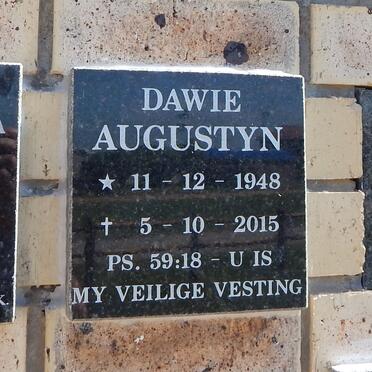 DAWIE
AUGUSTYN
★ 11 - 12 - 1948
✝ 5 - 10 - 2015
PS. 59:18 - U IS
MY VEILIGE VESTING